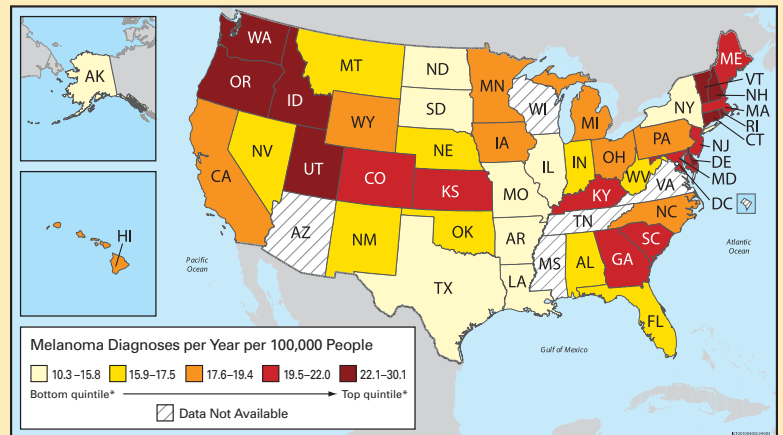 AK
HI
WA
OR
ID
MT
ND
SD
MN
WI
MI
WY
NE
IA
NV
UT
CO
KS
CA
AZ
NM
OK
TX
MO
AR
LA
IL
IN
OH
KY
TN
MS
AL
GA
FL
SC
NC
VA
WV
PA
NY
ME
VT
NH
MA
RI
CT
NJ
DE
MD
DC
Pacific
Ocean
Atlantic
Ocean
Gulf of Mexico
Melanoma Diagnoses per Year per 100,000 People
10.3–15.8 15.9–17.5 17.6–19.4 19.5–22.0 22.1–30.1
Bottom quintile* Top quintile*
Data Not Available